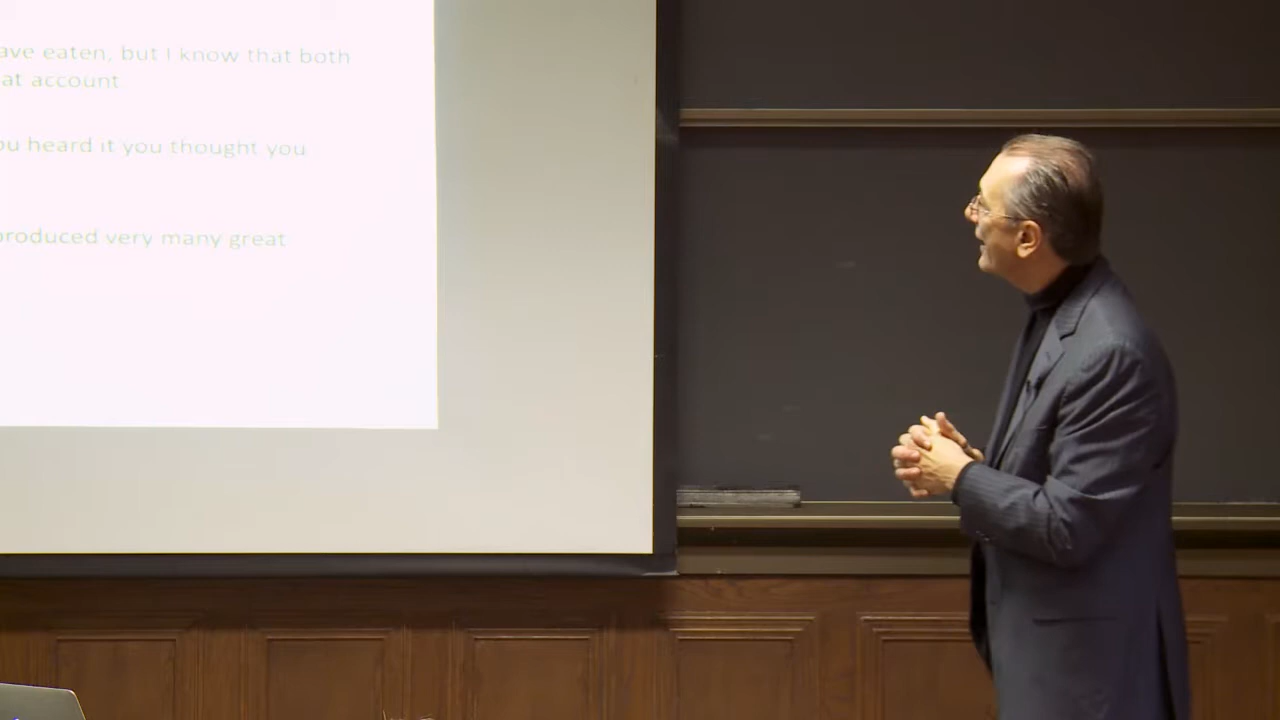 ave eaten, but I know that both
at account.
ou heard it you thought you
produced very many great